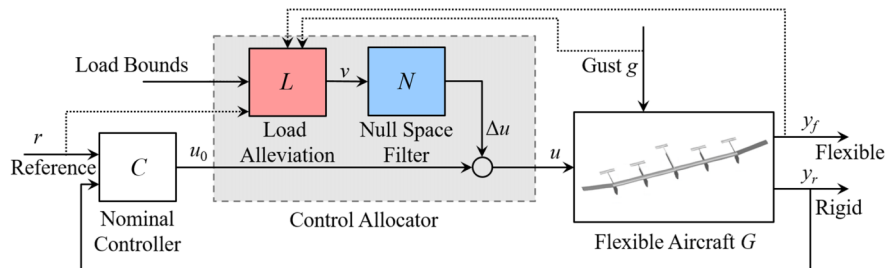 Load Bounds
L
v
N
Gust g
Load
Alleviation
Null Space
Filter
Δu
r
Reference
C
u₀
u
y_f
Flexible
y_r
Rigid
Nominal
Controller
Control Allocator
Flexible Aircraft G